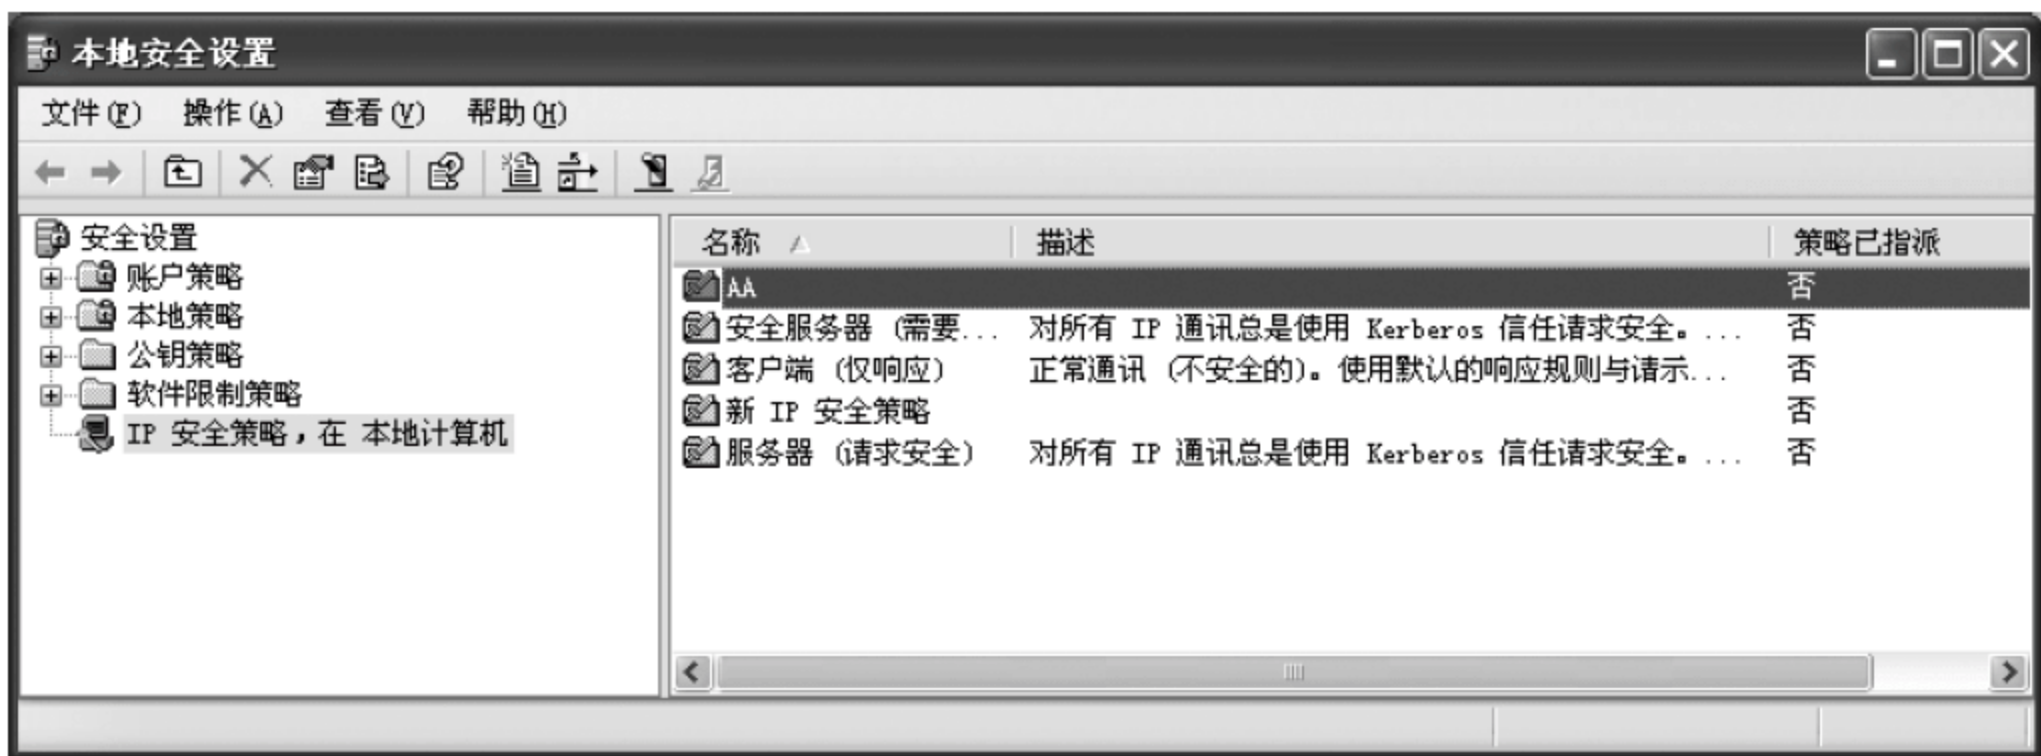 本地安全设置
文件(F) 操作(A) 查看(V) 帮助(H)
安全设置
账户策略
本地策略
公钥策略
软件限制策略
IP 安全策略，在 本地计算机
名称 描述 策略已指派
AA 否
安全服务器 (需要... 对所有 IP 通讯总是使用 Kerberos 信任请求安全。... 否
客户端 (仅响应) 正常通讯 (不安全的)。使用默认的响应规则与请示... 否
新 IP 安全策略 否
服务器 (请求安全) 对所有 IP 通讯总是使用 Kerberos 信任请求安全。... 否